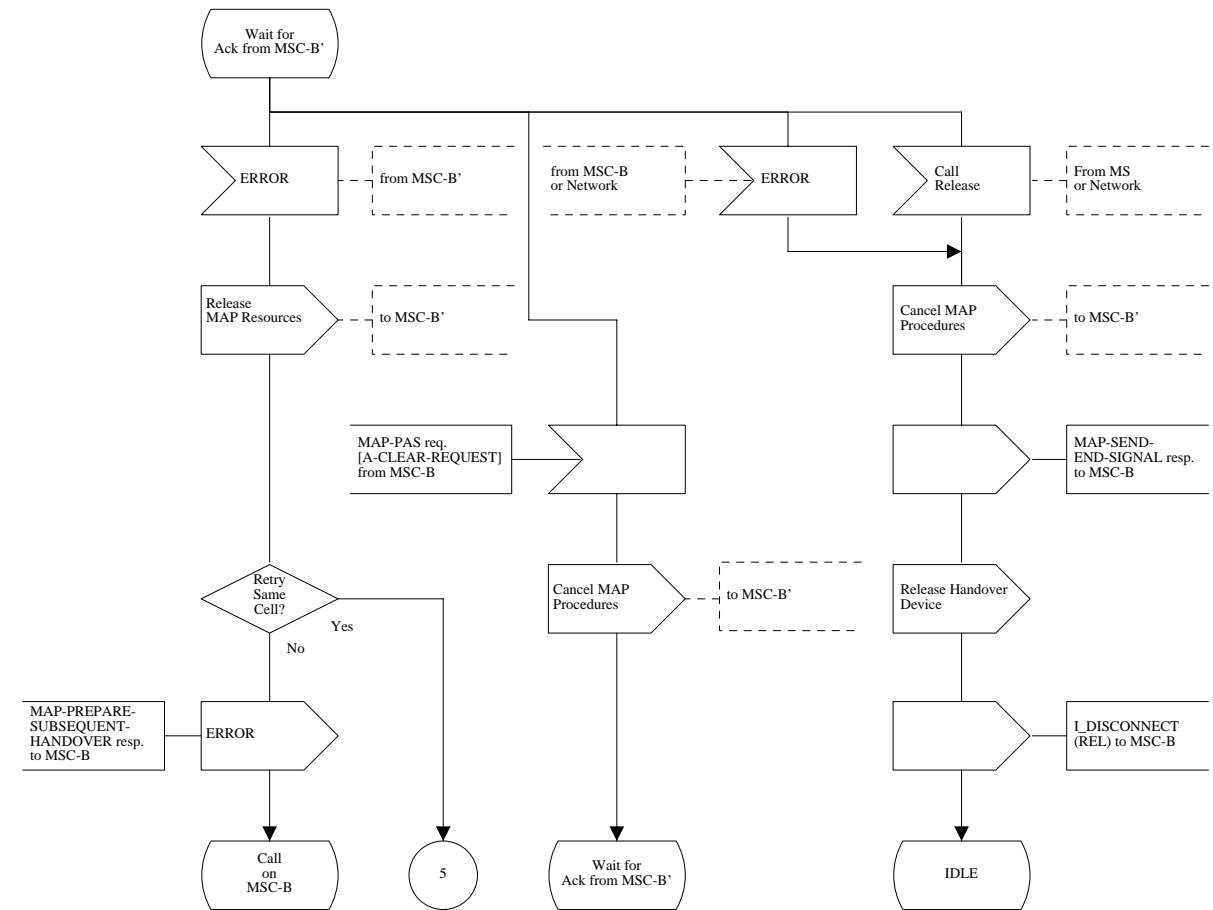 Wait for
Ack from MSC-B’
ERROR
from MSC-B’
from MSC-B
or Network
ERROR
Call
Release
From MS
or Network
Release
MAP Resources
to MSC-B’
Cancel MAP
Procedures
to MSC-B’
MAP-PAS req.
[A-CLEAR-REQUEST]
from MSC-B
MAP-SEND-
END-SIGNAL resp.
to MSC-B
Retry
Same
Cell?
Yes
No
Cancel MAP
Procedures
to MSC-B’
Release Handover
Device
MAP-PREPARE-
SUBSEQUENT-
HANDOVER resp.
to MSC-B
ERROR
I_DISCONNECT
(REL) to MSC-B
Call
on
MSC-B
5
Wait for
Ack from MSC-B’
IDLE